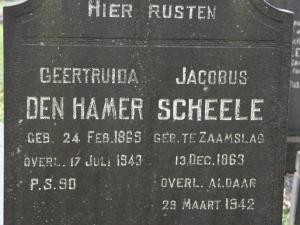 HIER RUSTEN
GEERTRUIDA JACOBUS
DEN HAMER SCHEELE
GEB. 24 FEB. 1869 GEB. TE ZAAMSLAG
OVERL. 17 JULI 1943 13 DEC. 1863
P.S. 90 OVERL. ALDAAR
29 MAART 1942